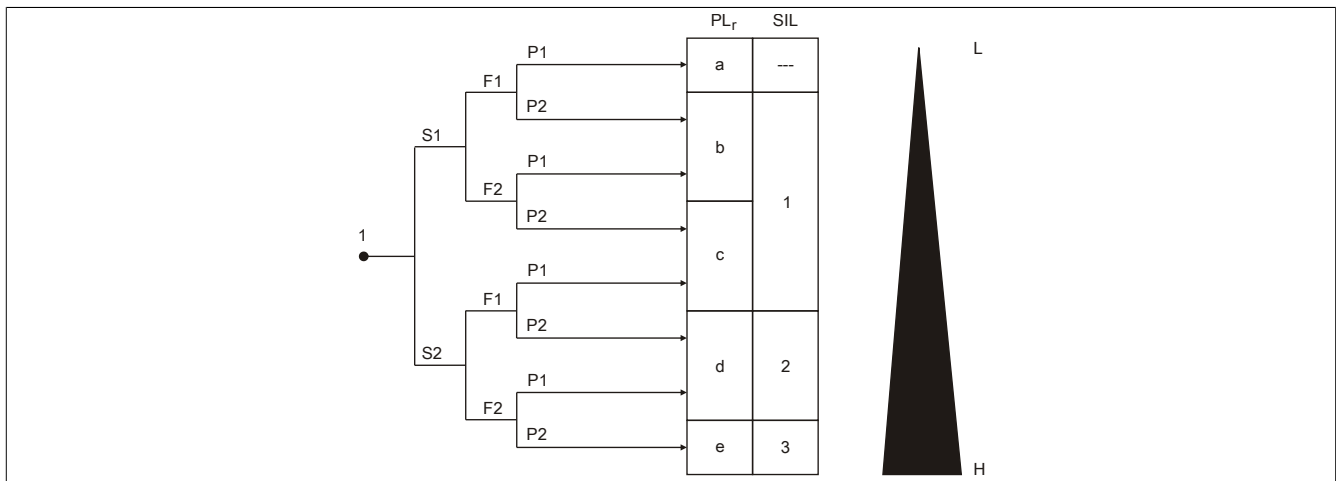 PLr SIL
P1 a --- L
F1
P2
S1 b
P1
F2 1
P2
1 c
P1
F1
P2
S2 d 2
P1
F2
P2 e 3
H